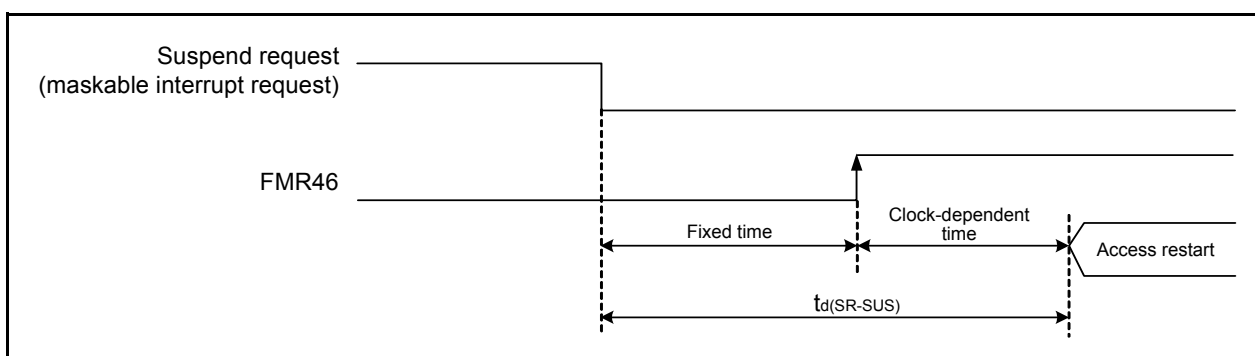 Suspend request
(maskable interrupt request)
FMR46
Fixed time
Clock-dependent
time
Access restart
td(SR-SUS)